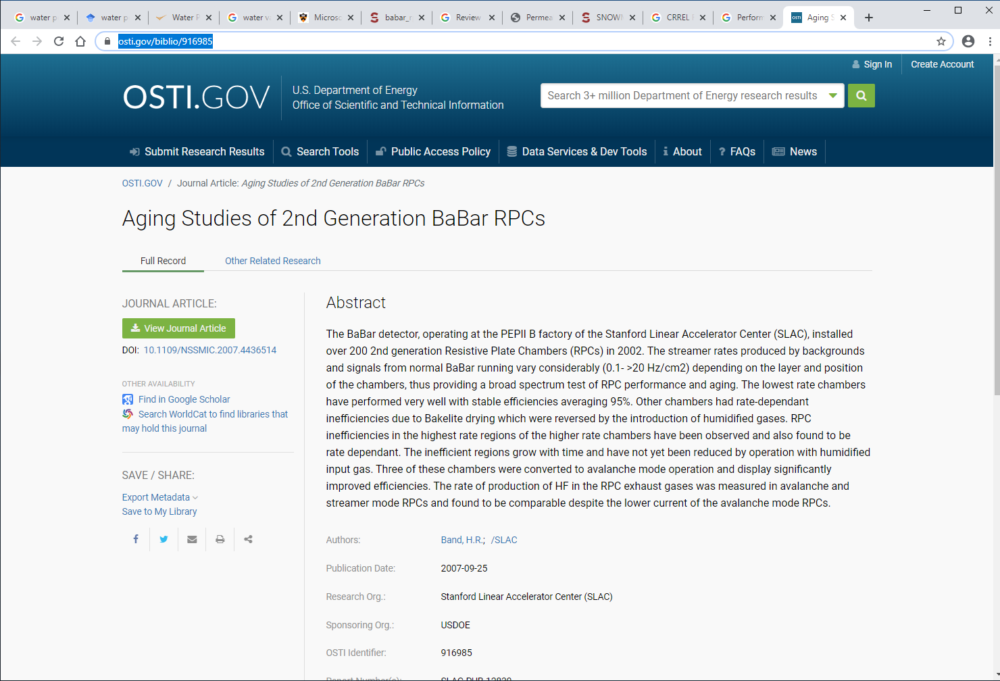 water p
water p
Water P
water v
Micros
babar_r
Review
Permea
SNOW
CRREL
Perform
Aging S
osti.gov/biblio/916985
Sign In
Create Account
OSTI.GOV
U.S. Department of Energy
Office of Scientific and Technical Information
Search 3+ million Department of Energy research results
Submit Research Results
Search Tools
Public Access Policy
Data Services & Dev Tools
About
FAQs
News
OSTI.GOV / Journal Article: Aging Studies of 2nd Generation BaBar RPCs
Aging Studies of 2nd Generation BaBar RPCs
Full Record
Other Related Research
JOURNAL ARTICLE:
View Journal Article
DOI: 10.1109/NSSMIC.2007.4436514
OTHER AVAILABILITY
Find in Google Scholar
Search WorldCat to find libraries that
may hold this journal
SAVE / SHARE:
Export Metadata
Save to My Library
Abstract
The BaBar detector, operating at the PEPII B factory of the Stanford Linear Accelerator Center (SLAC), installed
over 200 2nd generation Resistive Plate Chambers (RPCs) in 2002. The streamer rates produced by backgrounds
and signals from normal BaBar running vary considerably (0.1- >20 Hz/cm2) depending on the layer and position
of the chambers, thus providing a broad spectrum test of RPC performance and aging. The lowest rate chambers
have performed very well with stable efficiencies averaging 95%. Other chambers had rate-dependant
inefficiencies due to Bakelite drying which were reversed by the introduction of humidified gases. RPC
inefficiencies in the highest rate regions of the higher rate chambers have been observed and also found to be
rate dependant. The inefficient regions grow with time and have not yet been reduced by operation with humidified
input gas. Three of these chambers were converted to avalanche mode operation and display significantly
improved efficiencies. The rate of production of HF in the RPC exhaust gases was measured in avalanche and
streamer mode RPCs and found to be comparable despite the lower current of the avalanche mode RPCs.
Authors: Band, H.R.; /SLAC
Publication Date: 2007-09-25
Research Org.: Stanford Linear Accelerator Center (SLAC)
Sponsoring Org.: USDOE
OSTI Identifier: 916985
Report Number(s): SLAC-PUB-12830